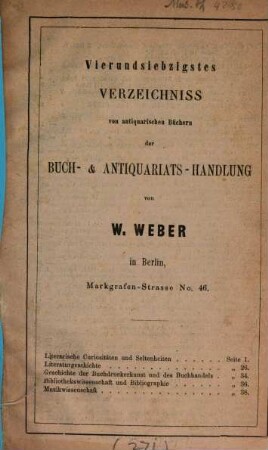 Vierundsiebzigstes
VERZEICHNISS
von antiquarischen Büchern
der
BUCH- & ANTIQUARIATS-HANDLUNG
von
W. WEBER
in Berlin,
Markgrafen-Strasse No. 46.
Literarische Curiositäten und Seltenheiten . . . . . . Seite 1.
Literaturgeschichte . . . . . . . . . . „ 26.
Geschichte der Buchdruckerkunst und des Buchhandels . „ 34.
Bibliothekswissenschaft und Bibliographie . . . . . . „ 36.
Musikwissenschaft . . . . . . . . . . „ 38.
(271)